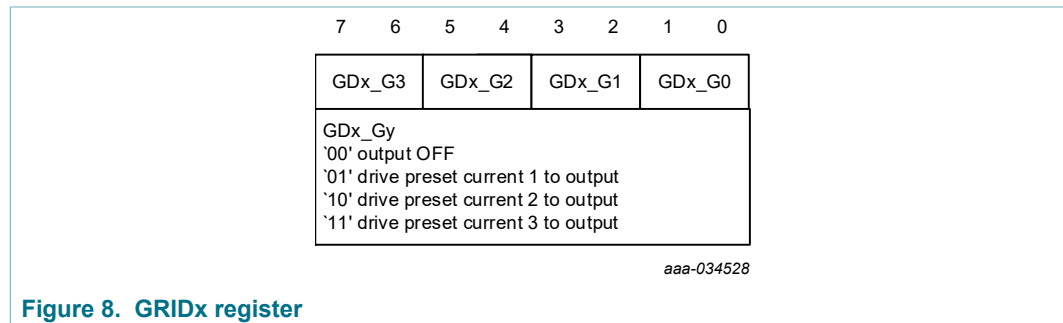 7 6 5 4 3 2 1 0
GDx_G3 GDx_G2 GDx_G1 GDx_G0
GDx_Gy
`00' output OFF
`01' drive preset current 1 to output
`10' drive preset current 2 to output
`11' drive preset current 3 to output
aaa-034528
Figure 8. GRIDx register